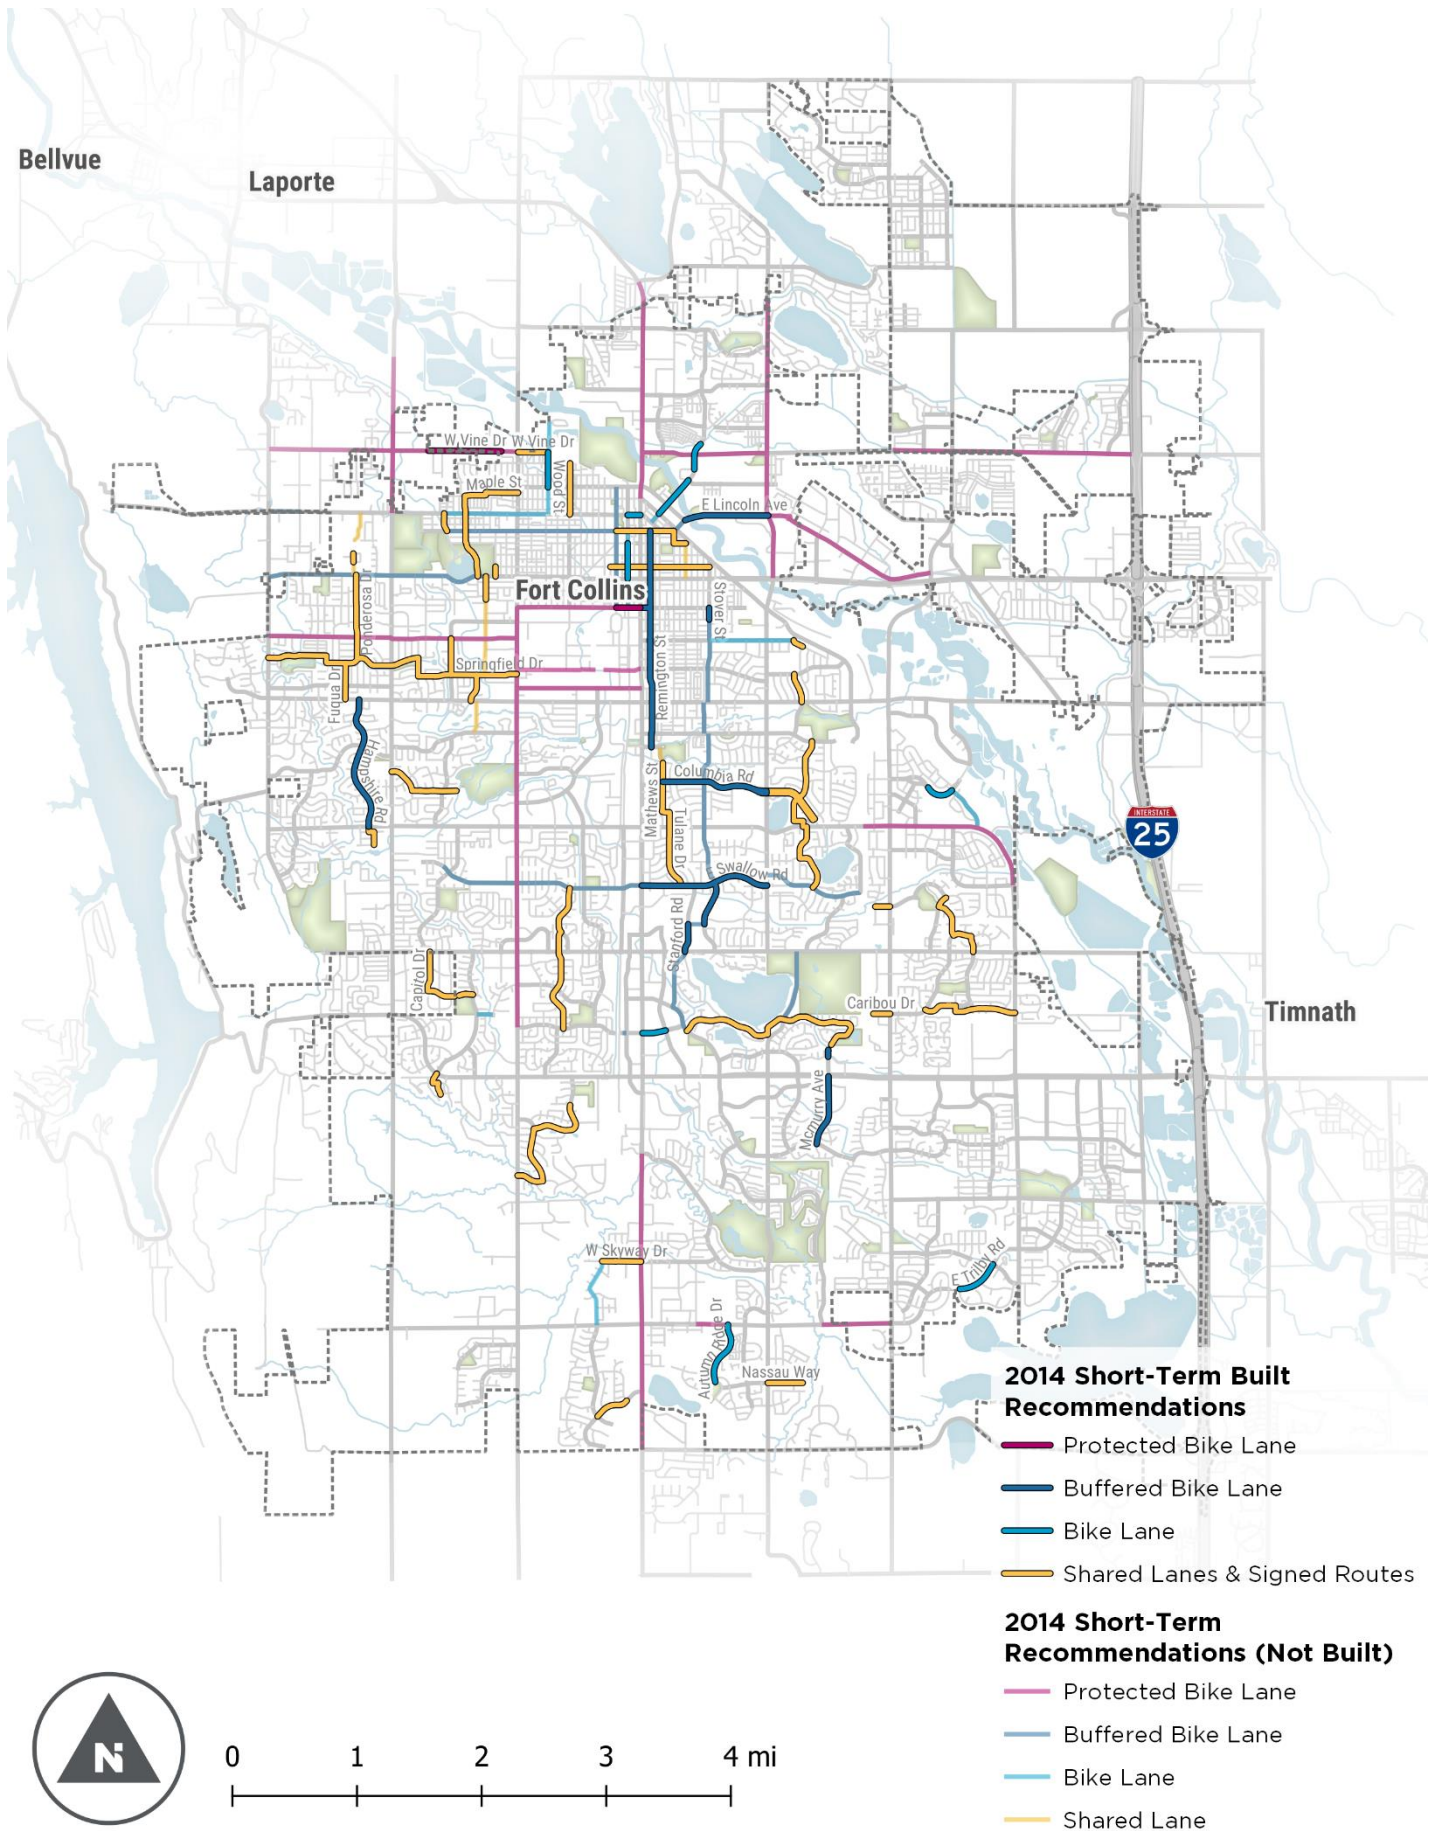 Bellvue
Laporte
W Vine Dr
W Vine Dr
Wood St
Maple St
E Lincoln Ave
Ponderosa Dr
Fort Collins
Stover St
Springfield Dr
Fuqua Dr
Remington St
Hampshire Rd
Mathews St
Columbia Rd
Tulane Dr
INTERSTATE
25
Swallow Rd
Stanford Rd
Capitol Dr
Caribou Dr
Timnath
Mcmurry Ave
W Skyway Dr
E Trilby Rd
Autumn Ridge Dr
Nassau Way
2014 Short-Term Built
Recommendations
Protected Bike Lane
Buffered Bike Lane
Bike Lane
Shared Lanes & Signed Routes
2014 Short-Term
Recommendations (Not Built)
Protected Bike Lane
Buffered Bike Lane
Bike Lane
Shared Lane
N
0 1 2 3 4 mi